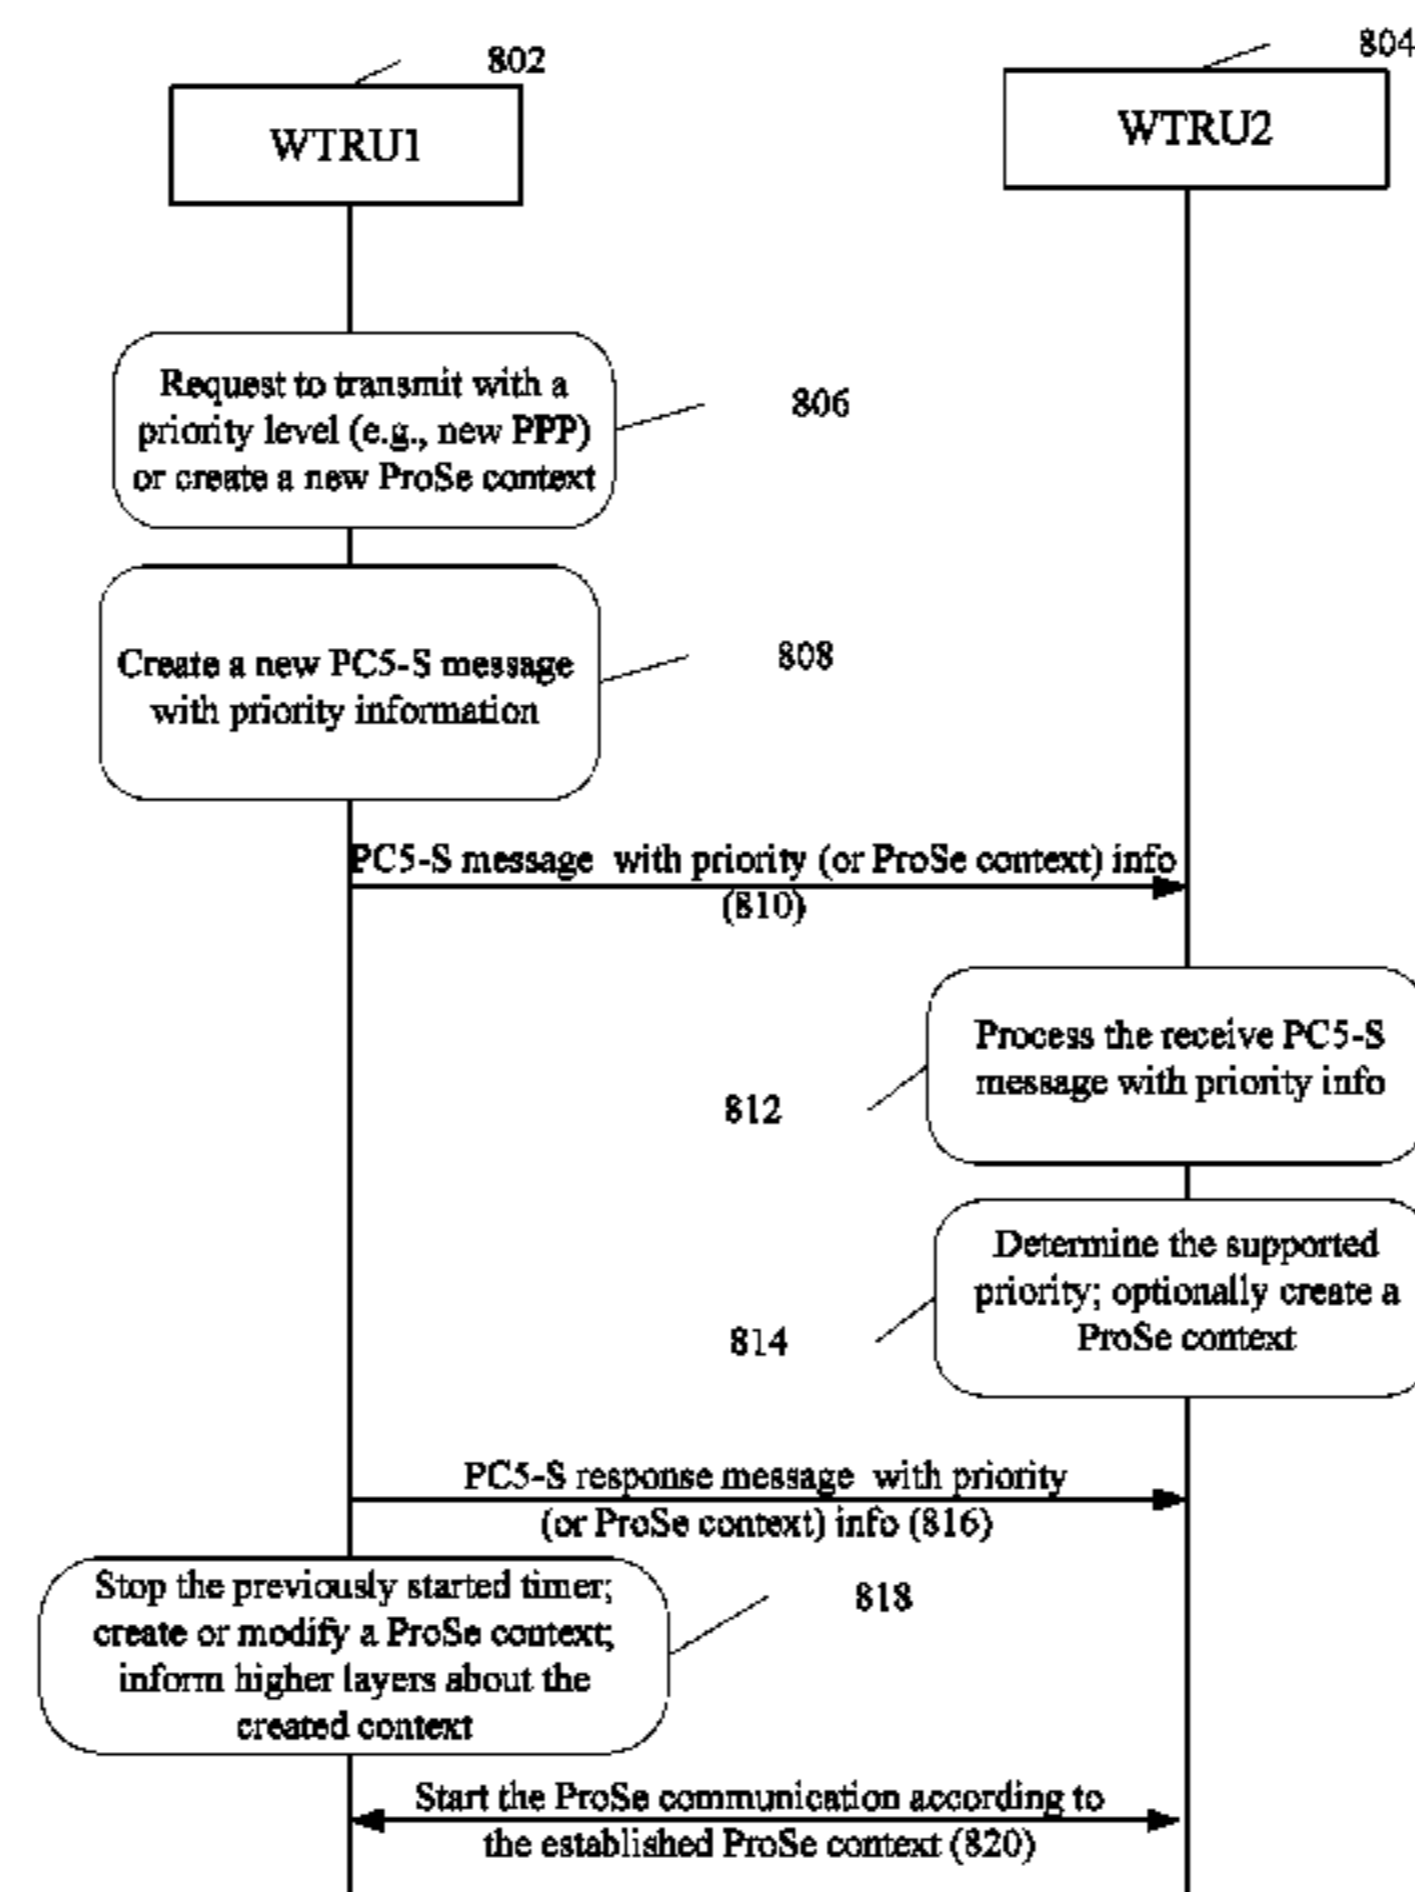 802
804
WTRU1
WTRU2
Request to transmit with a
priority level (e.g., new PPP)
or create a new ProSe context
806
Create a new PC5-S message
with priority information
808
PC5-S message with priority (or ProSe context) info
(810)
Process the receive PC5-S
message with priority info
812
Determine the supported
priority; optionally create a
ProSe context
814
PC5-S response message with priority
(or ProSe context) info (816)
Stop the previously started timer;
create or modify a ProSe context;
inform higher layers about the
created context
818
Start the ProSe communication according to
the established ProSe context (820)